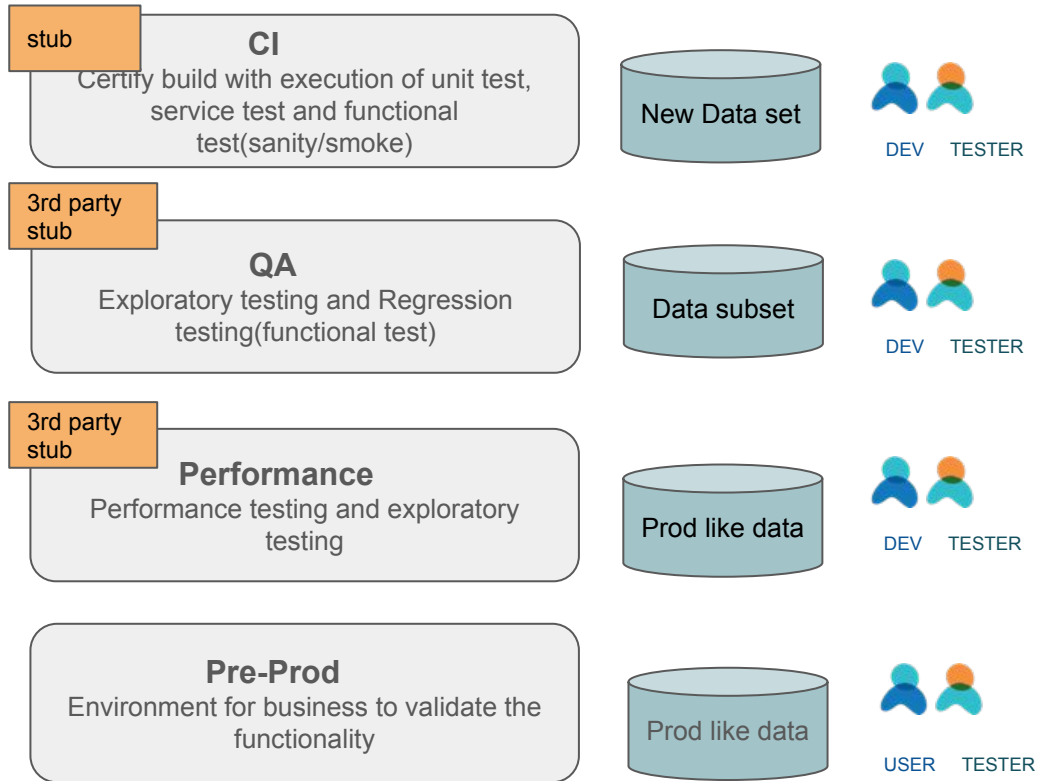 stub
CI
Certify build with execution of unit test,
service test and functional
test(sanity/smoke)
New Data set
DEV TESTER
3rd party
stub
QA
Exploratory testing and Regression
testing(functional test)
Data subset
DEV TESTER
3rd party
stub
Performance
Performance testing and exploratory
testing
Prod like data
DEV TESTER
Pre-Prod
Environment for business to validate the
functionality
Prod like data
USER TESTER